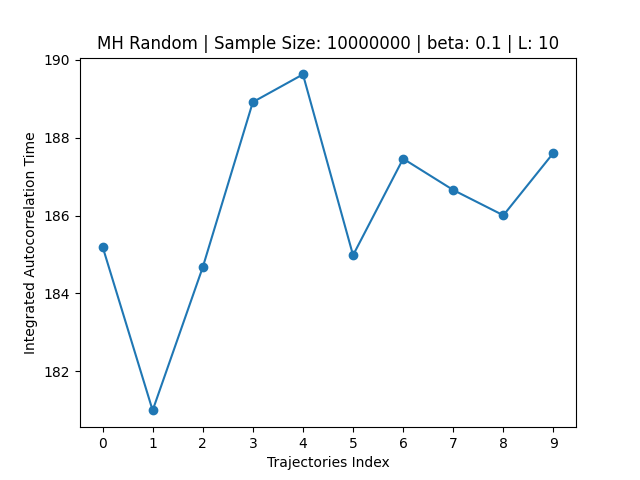 MH Random | Sample Size: 10000000 | beta: 0.1 | L: 10
190
188
186
184
182
Integrated Autocorrelation Time
0 1 2 3 4 5 6 7 8 9
Trajectories Index